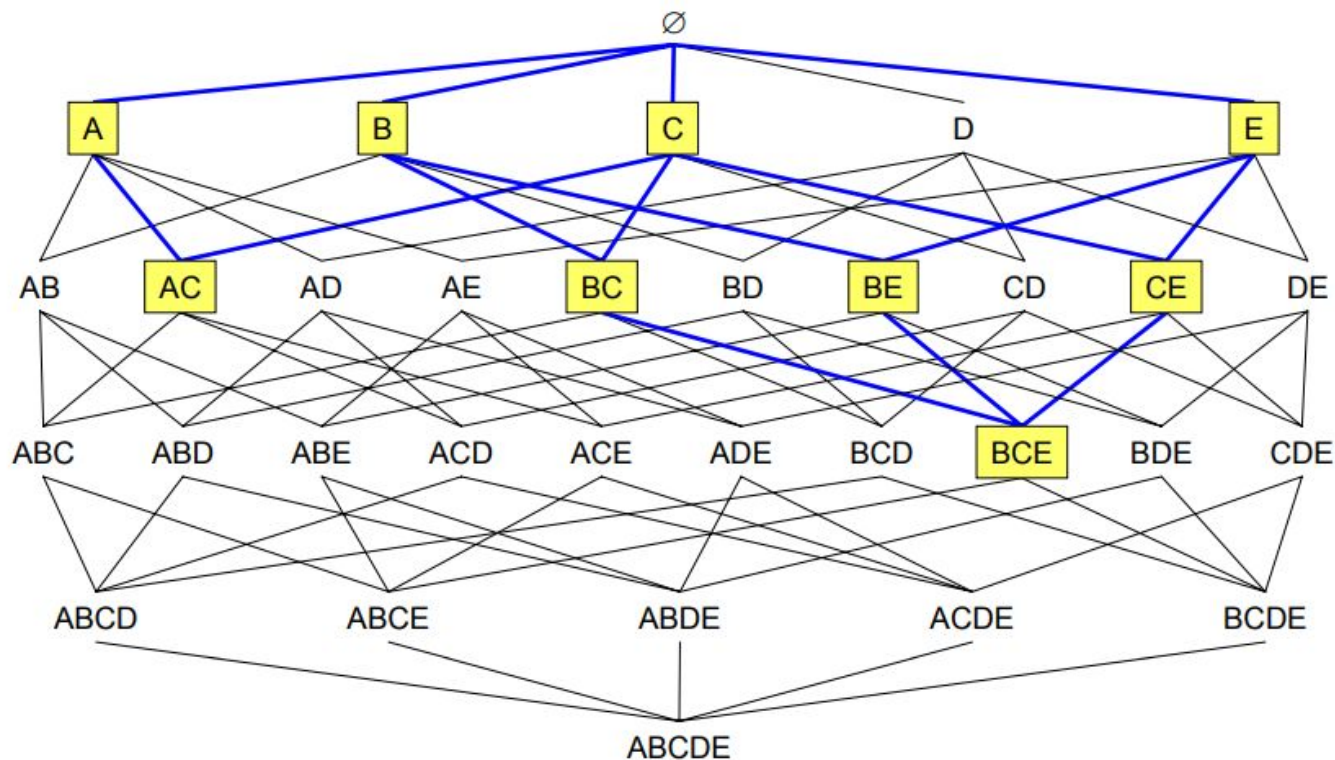 ∅
A B C D E
AB AC AD AE BC BD BE CD CE DE
ABC ABD ABE ACD ACE ADE BCD BCE BDE CDE
ABCD ABCE ABDE ACDE BCDE
ABCDE